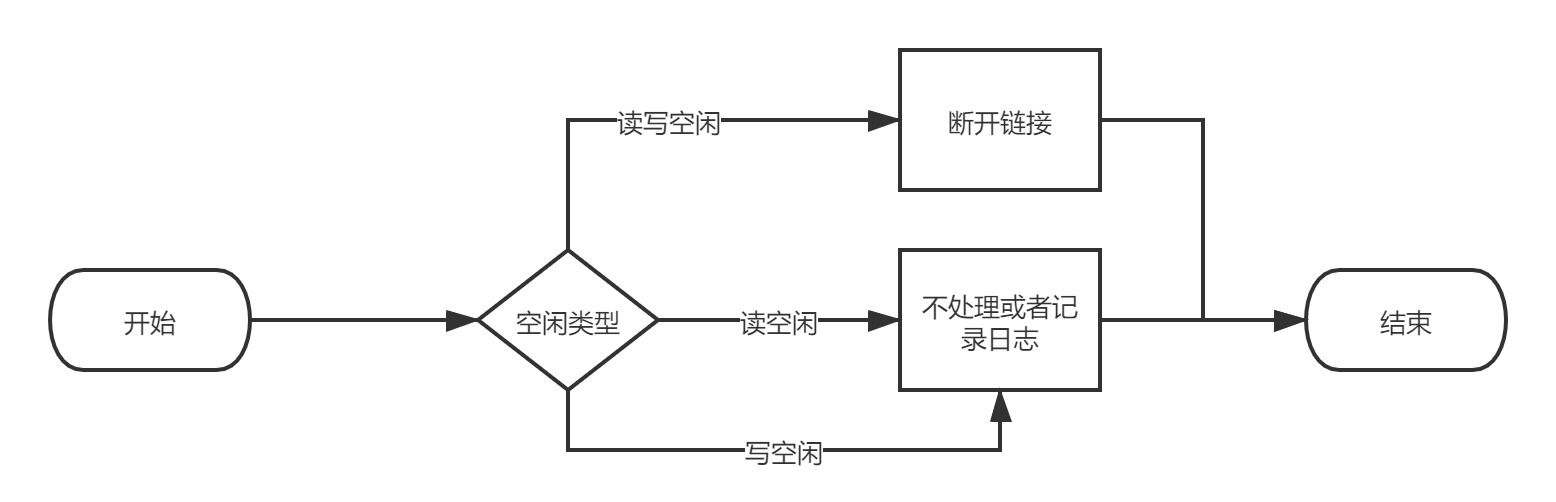 读写空闲
断开链接
开始
空闲类型
读空闲
不处理或者记
录日志
结束
写空闲